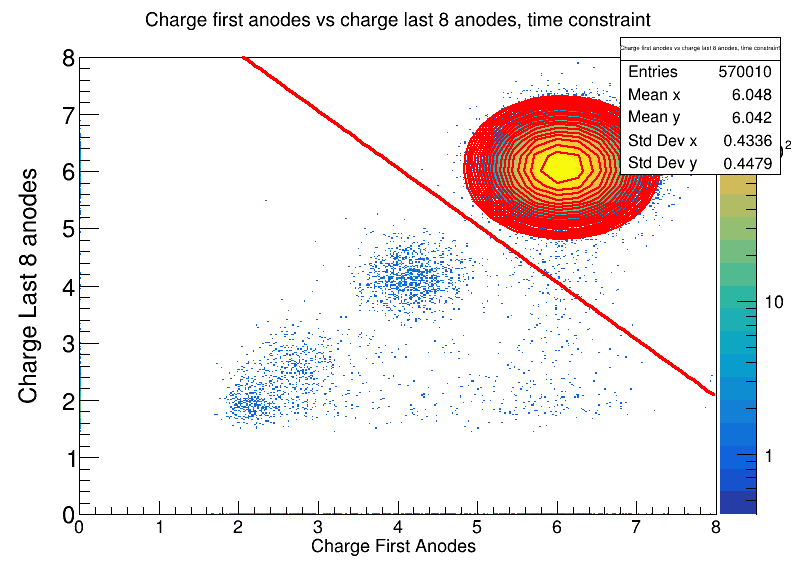 Charge first anodes vs charge last 8 anodes, time constraint
Charge first anodes vs charge last 8 anodes, time constraint
Entries 570010
Mean x 6.048
Mean y 6.042
Std Dev x 0.4336
Std Dev y 0.4479
8
7
6
5
4
3
2
1
0
Charge Last 8 anodes
0 1 2 3 4 5 6 7 8
Charge First Anodes
2
10
1